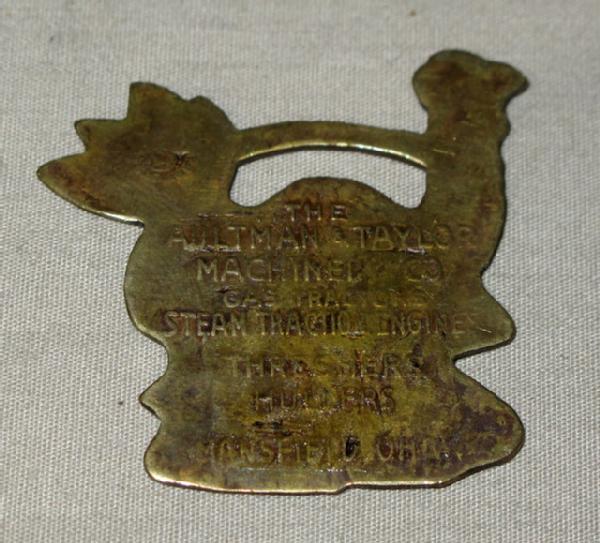 THE
AULTMAN & TAYLOR
MACHINERY CO
GAS TRACTORS
STEAM TRACTION ENGINES
THRESHERS
HULLERS
MANSFIELD, OHIO